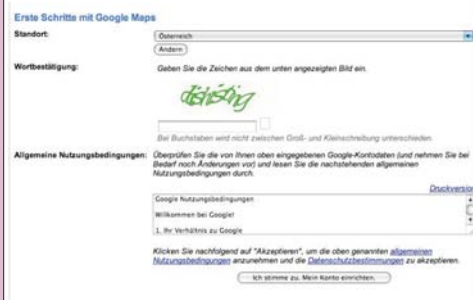 Erste Schritte mit Google Maps
Standort:
Österreich
Ändern
Wortbestätigung:
Geben Sie die Zeichen aus dem unten angezeigten Bild ein.
Bei Buchstaben wird nicht zwischen Groß- und Kleinschreibung unterschieden.
Allgemeine Nutzungsbedingungen:
Überprüfen Sie die von Ihnen oben eingegebenen Google-Kontodaten (und nehmen Sie bei
Bedarf noch Änderungen vor) und lesen Sie die nachstehenden allgemeinen
Nutzungsbedingungen durch.
Druckversion
Google Nutzungsbedingungen
Willkommen bei Google!
1. Ihr Verhältnis zu Google
Klicken Sie nachfolgend auf "Akzeptieren", um die oben genannten allgemeinen
Nutzungsbedingungen anzunehmen und die Datenschutzbestimmungen zu akzeptieren.
Ich stimme zu. Mein Konto einrichten.